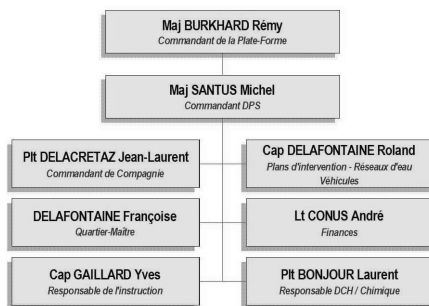 Maj BURKHARD Rémy
Commandant de la Plate-Forme
Maj SANTUS Michel
Commandant DPS
Plt DELACRETAZ Jean-Laurent
Commandant de Compagnie
Cap DELAFONTAINE Roland
Plans d'intervention - Réseaux d'eau
Véhicules
DELAFONTAINE Françoise
Quartier-Maître
Lt CONUS André
Finances
Cap GAILLARD Yves
Responsable de l'instruction
Plt BONJOUR Laurent
Responsable DCH / Chimique